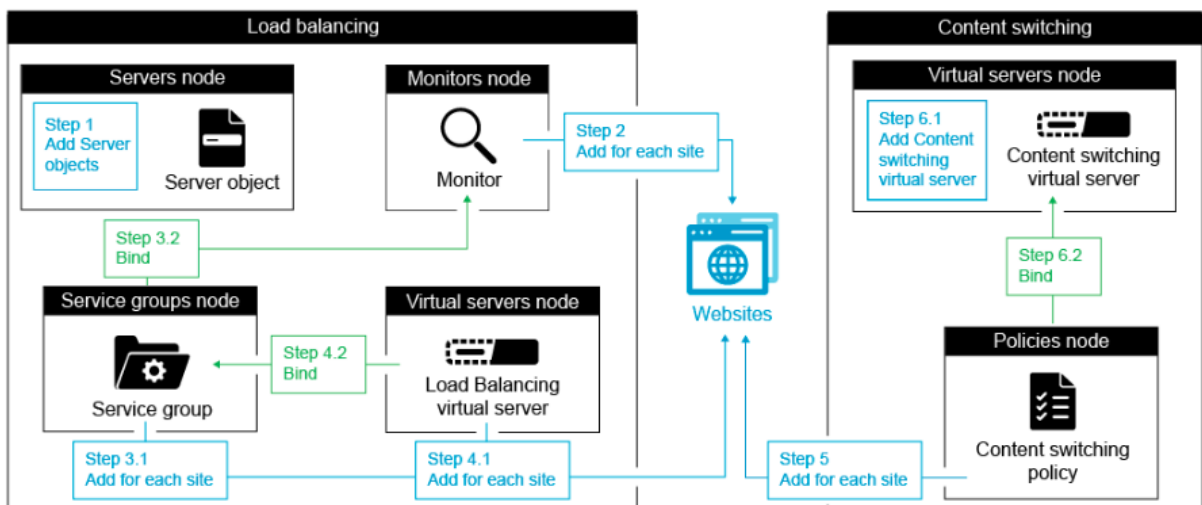 Load balancing
Servers node
Step 1
Add Server
objects
Server object
Monitors node
Monitor
Step 2
Add for each site
Step 3.2
Bind
Service groups node
Service group
Step 4.2
Bind
Virtual servers node
Load Balancing
virtual server
Step 3.1
Add for each site
Step 4.1
Add for each site
Websites
Content switching
Virtual servers node
Step 6.1
Add Content
switching
virtual server
Content switching
virtual server
Step 6.2
Bind
Policies node
Content switching
policy
Step 5
Add for each site